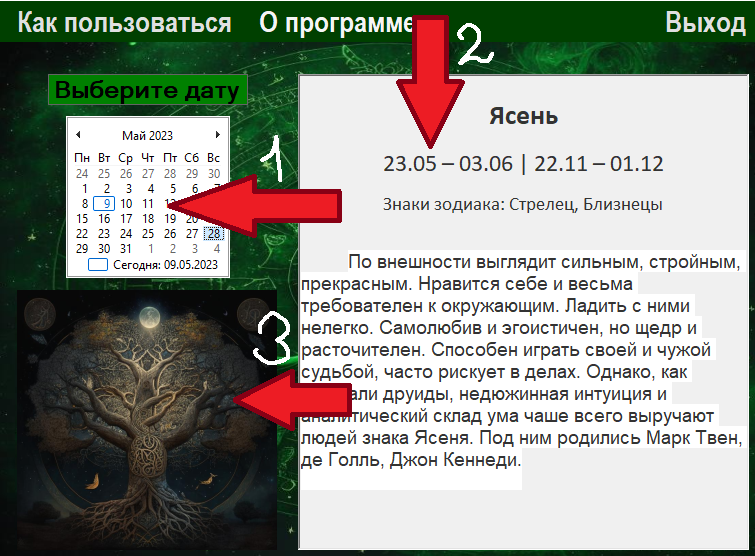 Как пользоваться О программе Выход
2
Выберите дату
Май 2023
Пн Вт Ср Чт Пт Сб Вс
24 25 26 27 28 29 30
1 2 3 4 5 6 7
8 9 10 11
15 16 17 18 19 20
22 23 24 25 26 27 28
29 30 31 1 2 3 4
Сегодня: 09.05.2023
1
Ясень
23.05 – 03.06 | 22.11 – 01.12
Знаки зодиака: Стрелец, Близнецы
По внешности выглядит сильным, стройным,
прекрасным. Нравится себе и весьма
требователен к окружающим. Ладить с ними
нелегко. Самолюбив и эгоистичен, но щедр и
расточителен. Способен играть своей и чужой
судьбой, часто рискует в делах. Однако, как
али друиды, недюжинная интуиция и
аналитический склад ума чаше всего выручают
людей знака Ясеня. Под ним родились Марк Твен,
де Голль, Джон Кеннеди.
3